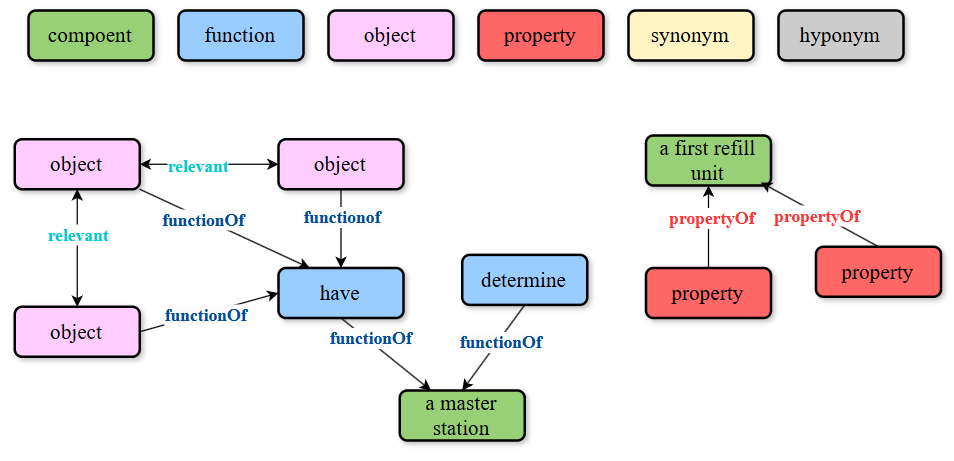 compoent
function
object
property
synonym
hyponym
object
relevant
object
a first refill
unit
functionOf
functionof
propertyOf
propertyOf
relevant
have
determine
property
property
object
functionOf
functionOf
functionOf
a master
station